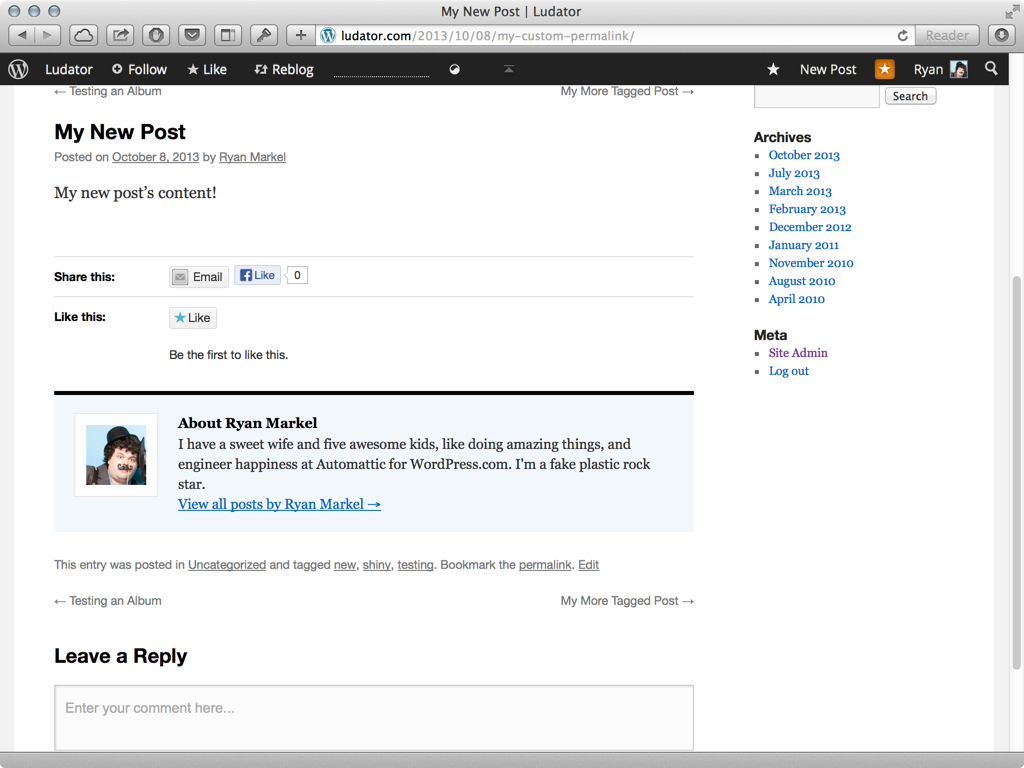 My New Post | Ludator
ludator.com/2013/10/08/my-custom-permalink/
Reader
Ludator Follow Like Reblog New Post Ryan
← Testing an Album My More Tagged Post →
Search
My New Post
Posted on October 8, 2013 by Ryan Markel
My new post’s content!
Share this: Email Like 0
Like this: Like
Be the first to like this.
About Ryan Markel
I have a sweet wife and five awesome kids, like doing amazing things, and
engineer happiness at Automattic for WordPress.com. I'm a fake plastic rock
star.
View all posts by Ryan Markel →
This entry was posted in Uncategorized and tagged new, shiny, testing. Bookmark the permalink. Edit
← Testing an Album My More Tagged Post →
Leave a Reply
Enter your comment here...
Archives
October 2013
July 2013
March 2013
February 2013
December 2012
January 2011
November 2010
August 2010
April 2010
Meta
Site Admin
Log out